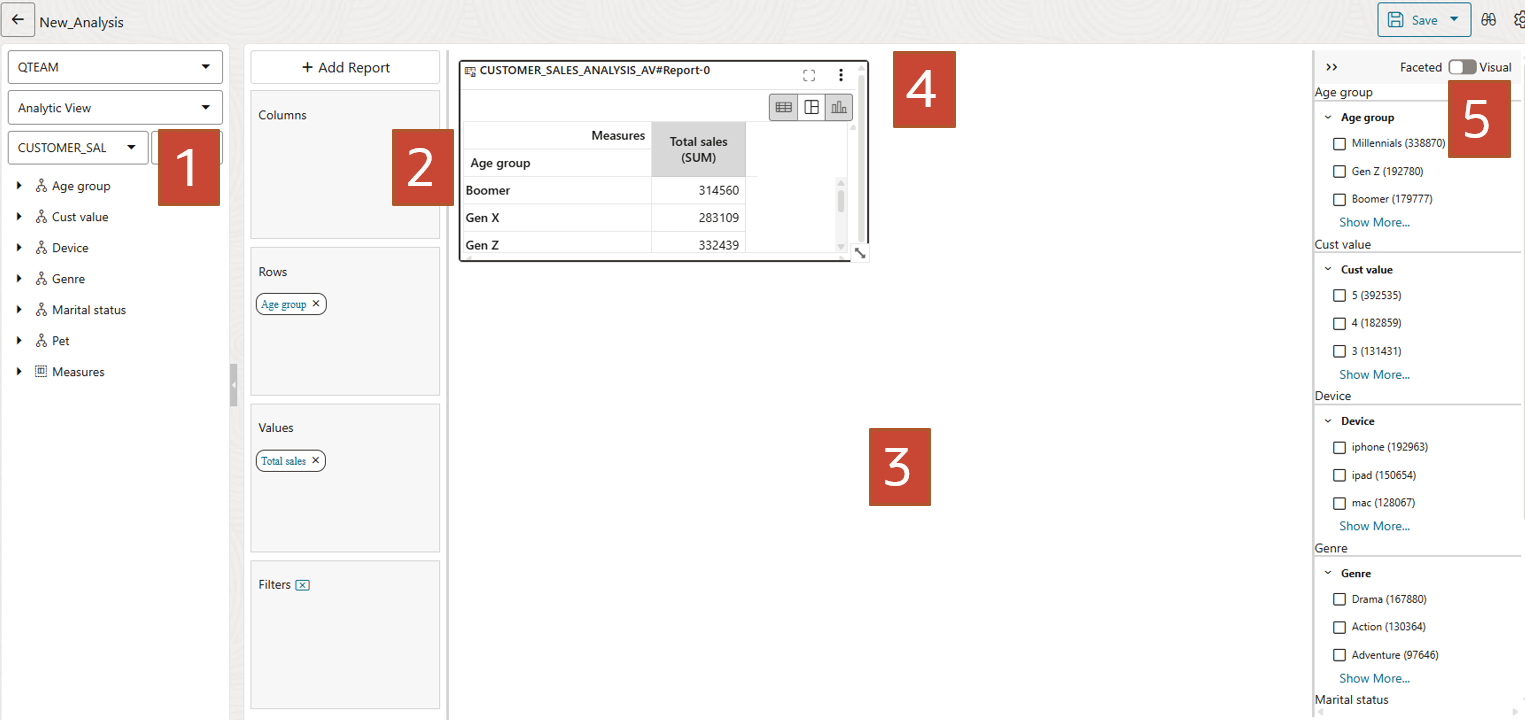 New_Analysis
Save
QTEAM
Analytic View
CUSTOMER_SAL
1
Age group
Cust value
Device
Genre
Marital status
Pet
Measures
+ Add Report
Columns
2
Rows
Age group ×
Values
Total sales ×
Filters
CUSTOMER_SALES_ANALYSIS_AV#Report-0
Measures
Total sales
(SUM)
Age group
Boomer 314560
Gen X 283109
Gen Z 332439
4
3
Faceted Visual
5
Age group
Age group
Millennials (338870)
Gen Z (192780)
Boomer (179777)
Show More...
Cust value
Cust value
5 (392535)
4 (182859)
3 (131431)
Show More...
Device
Device
iphone (192963)
ipad (150654)
mac (128067)
Show More...
Genre
Genre
Drama (167880)
Action (130364)
Adventure (97646)
Show More...
Marital status